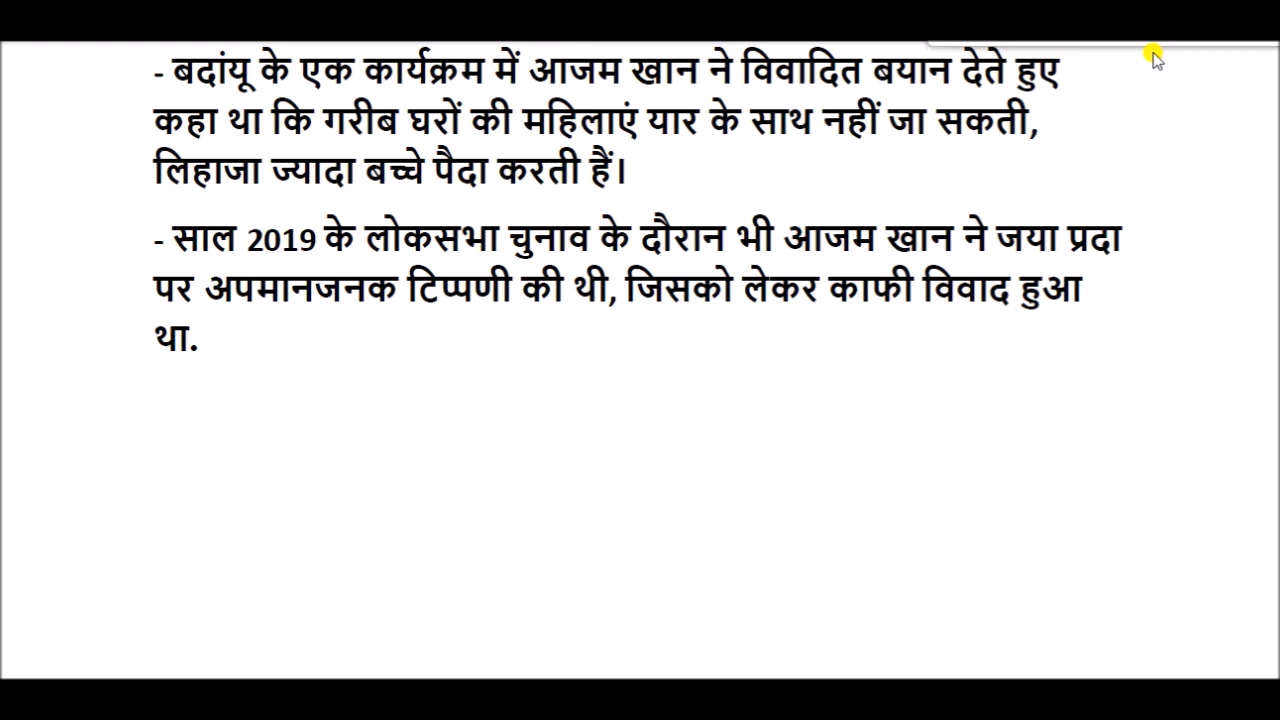 - बदांयू के एक कार्यक्रम में आजम खान ने विवादित बयान देते हुए
कहा था कि गरीब घरों की महिलाएं यार के साथ नहीं जा सकती,
लिहाजा ज्यादा बच्चे पैदा करती हैं।
- साल 2019 के लोकसभा चुनाव के दौरान भी आजम खान ने जया प्रदा
पर अपमानजनक टिप्पणी की थी, जिसको लेकर काफी विवाद हुआ
था.